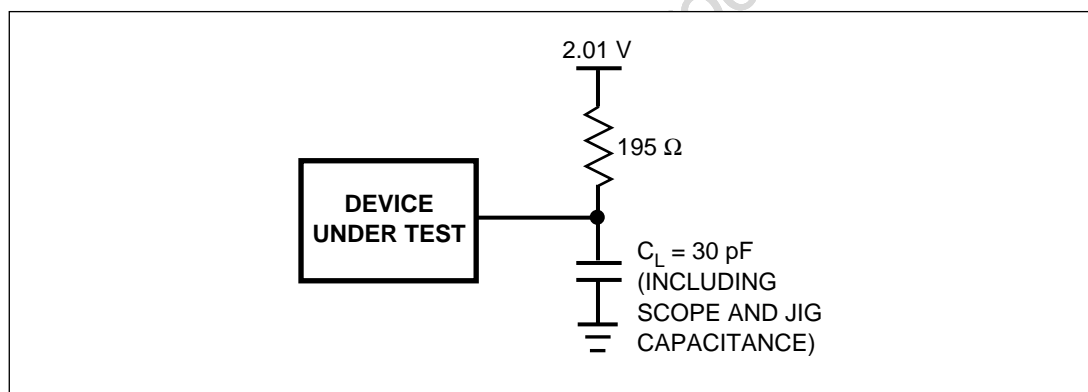 2.01 V
195 Ω
DEVICE
UNDER TEST
C_L = 30 pF
(INCLUDING
SCOPE AND JIG
CAPACITANCE)